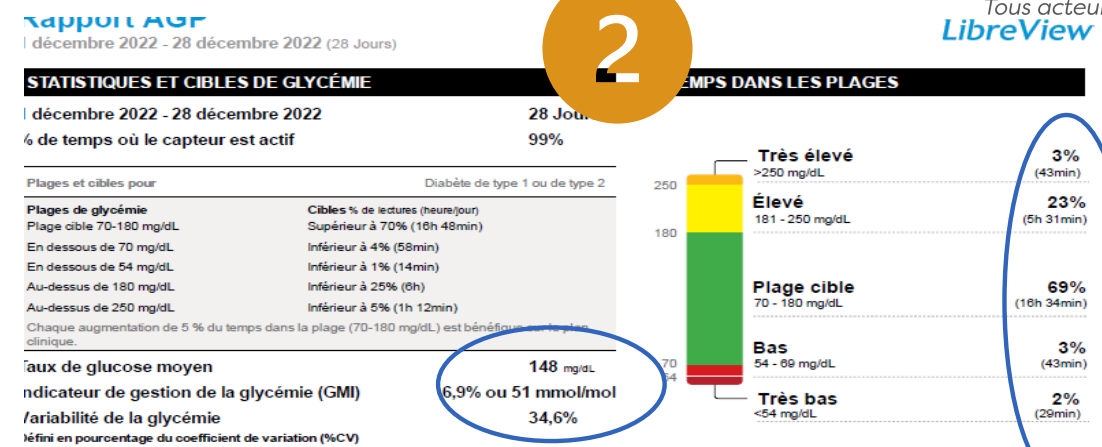 Tous acteur
Rapport AGP
LibreView
décembre 2022 - 28 décembre 2022 (28 Jours)
2
STATISTIQUES ET CIBLES DE GLYCÉMIE
EMPS DANS LES PLAGES
décembre 2022 - 28 décembre 2022 28 Jou
% de temps où le capteur est actif 99%
Plages et cibles pour Diabète de type 1 ou de type 2
Plages de glycémie Cibles % de lectures (heure/jour)
Plage cible 70-180 mg/dL Supérieur à 70% (16h 48min)
En dessous de 70 mg/dL Inférieur à 4% (58min)
En dessous de 54 mg/dL Inférieur à 1% (14min)
Au-dessus de 180 mg/dL Inférieur à 25% (6h)
Au-dessus de 250 mg/dL Inférieur à 5% (1h 12min)
Chaque augmentation de 5 % du temps dans la plage (70-180 mg/dL) est bénéfique sur le plan
clinique.
Taux de glucose moyen 148 mg/dL
ndicateur de gestion de la glycémie (GMI) 6,9% ou 51 mmol/mol
Variabilité de la glycémie 34,6%
Défini en pourcentage du coefficient de variation (%CV)
Très élevé 3%
>250 mg/dL (43min)
250
Élevé 23%
181 - 250 mg/dL (5h 31min)
180
Plage cible 69%
70 - 180 mg/dL (16h 34min)
Bas 3%
70 54 - 69 mg/dL (43min)
54
Très bas 2%
<54 mg/dL (29min)